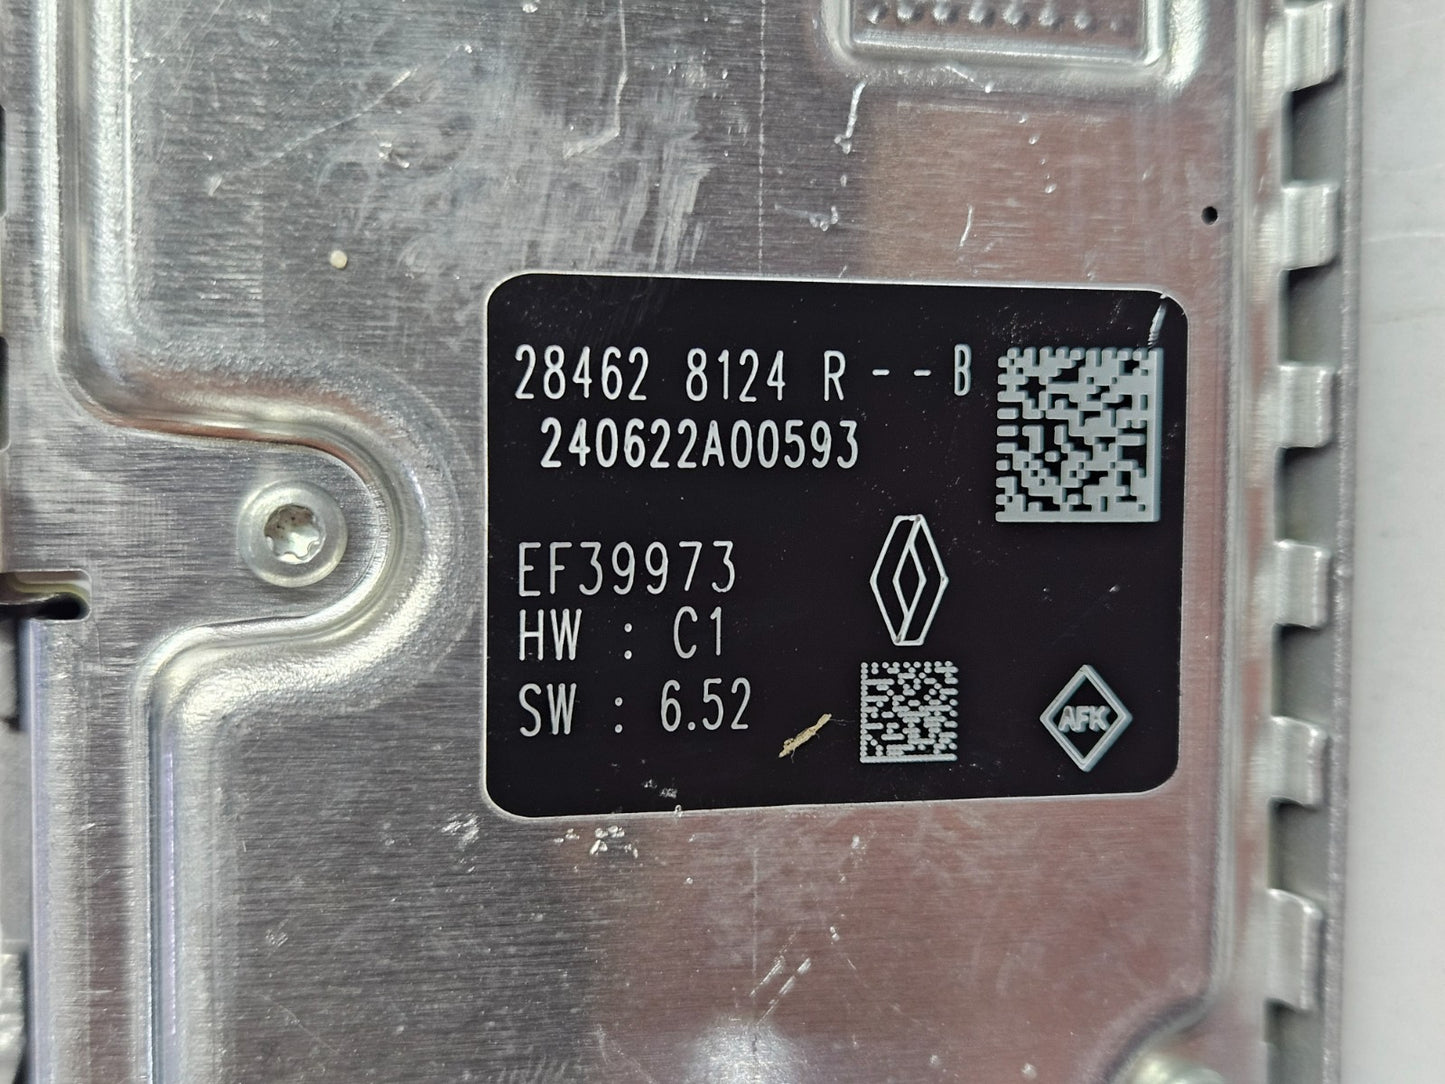 28462 8124 R -- B
240622A00593
EF39973
HW : C1
SW : 6.52
AFK